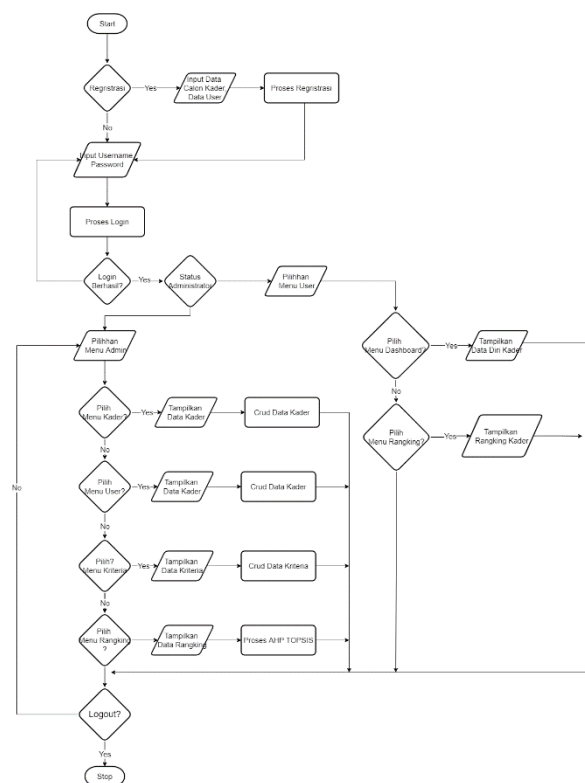 Start
Regristrasi
Yes
Input Data
Calon Kader,
Data User
Proses Regristrasi
No
Input Username,
Password
Proses Login
Login
Berhasil?
Yes
Status
Administrator
Pilihhan
Menu User
Pilihhan
Menu Admin
Pilih
Menu Dashboard?
Yes
Tampilkan
Data Diri Kader
No
Pilih
Menu Kader?
Yes
Tampilkan
Data Kader
Crud Data Kader
Pilih
Menu Rangking?
Yes
Tampilkan
Rangking Kader
No
No
Pilih
Menu User?
Yes
Tampilkan
Data Kader
Crud Data Kader
No
Pilih?
Menu Kriteria
Yes
Tampilkan
Data Kriteria
Crud Data Kriteria
No
Pilih
Menu Rangking
?
Yes
Tampilkan
Data Rangking
Proses AHP TOPSIS
Logout?
Yes
Stop